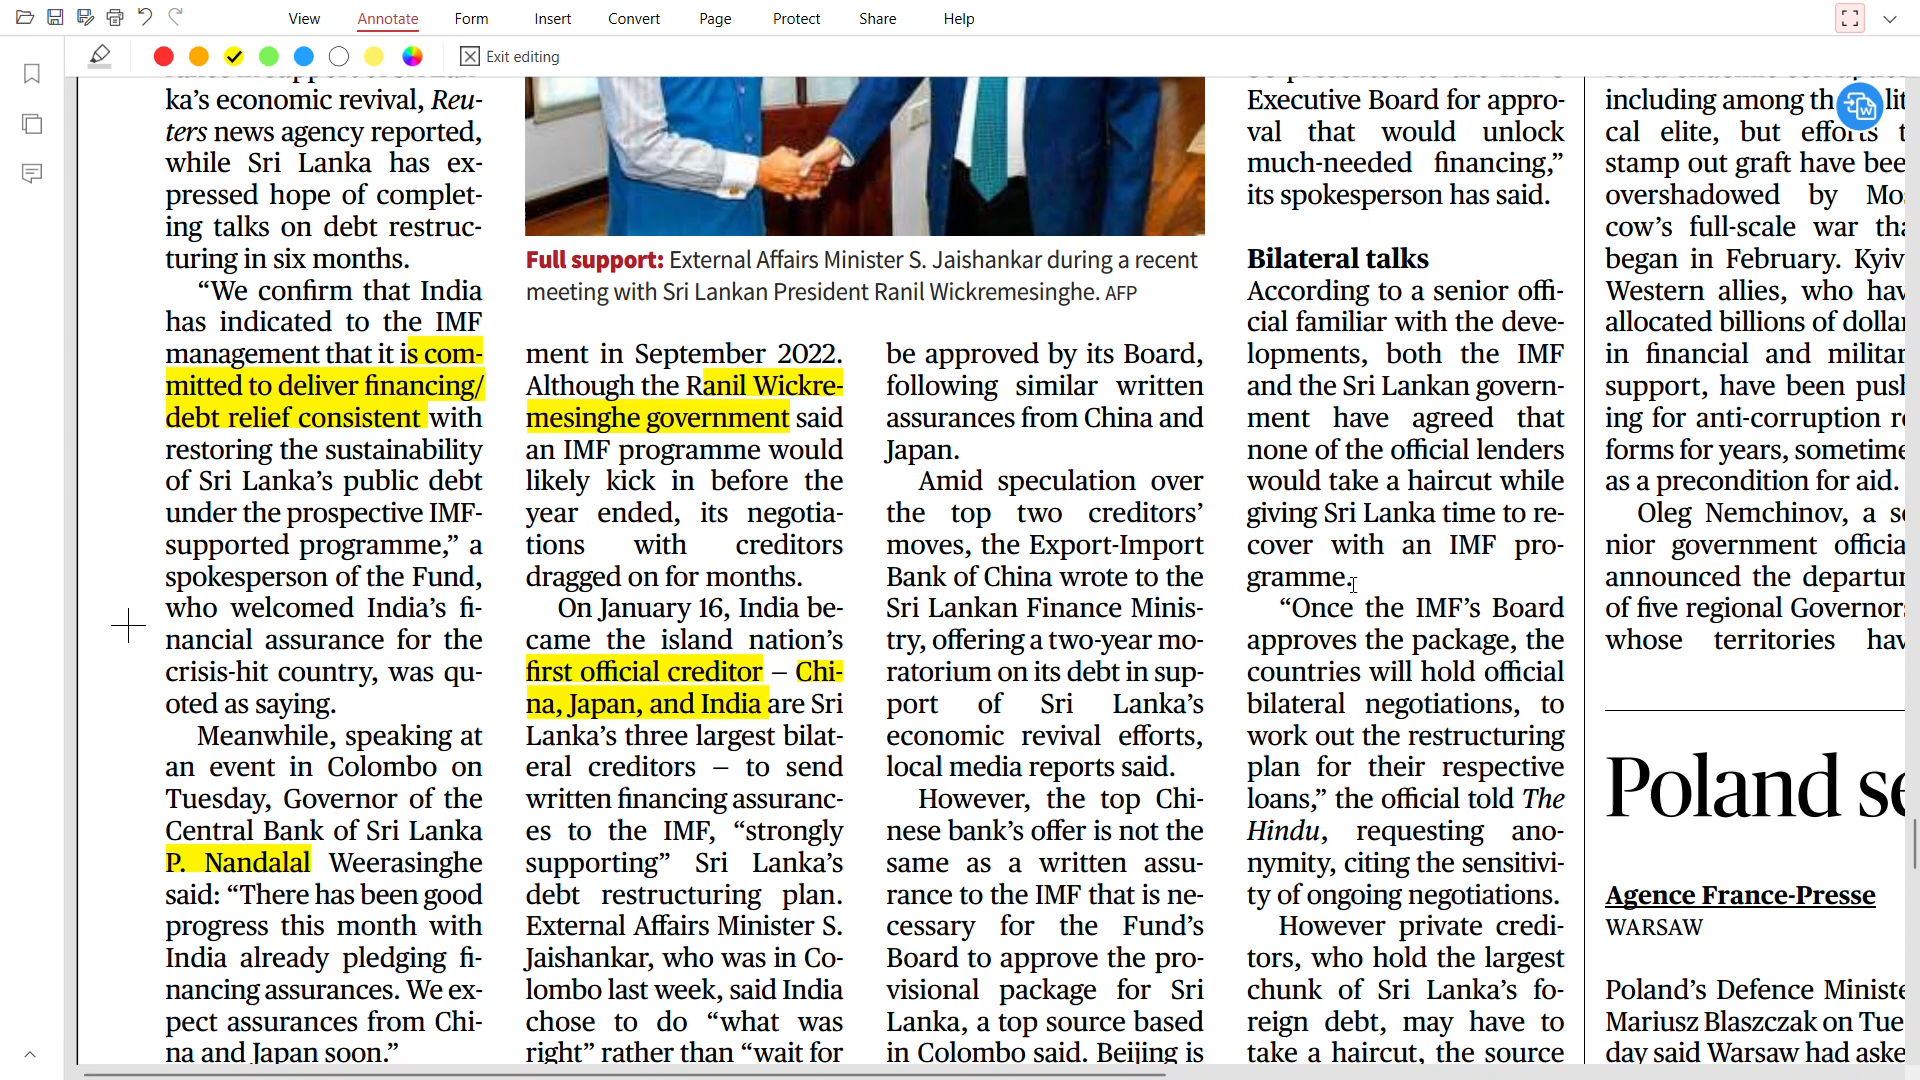 View
Annotate
Form
Insert
Convert
Page
Protect
Share
Help
Exit editing
ka’s economic revival, Reu-
ters news agency reported,
while Sri Lanka has ex-
pressed hope of complet-
ing talks on debt restruc-
turing in six months.
“We confirm that India
has indicated to the IMF
management that it is com-
mitted to deliver financing/
debt relief consistent with
restoring the sustainability
of Sri Lanka’s public debt
under the prospective IMF-
supported programme,” a
spokesperson of the Fund,
who welcomed India’s fi-
nancial assurance for the
crisis-hit country, was qu-
oted as saying.
Meanwhile, speaking at
an event in Colombo on
Tuesday, Governor of the
Central Bank of Sri Lanka
P. Nandalal Weerasinghe
said: “There has been good
progress this month with
India already pledging fi-
nancing assurances. We ex-
pect assurances from Chi-
na and Japan soon.”
Full support: External Affairs Minister S. Jaishankar during a recent
meeting with Sri Lankan President Ranil Wickremesinghe. AFP
ment in September 2022.
Although the Ranil Wickre-
mesinghe government said
an IMF programme would
likely kick in before the
year ended, its negotia-
tions with creditors
dragged on for months.
On January 16, India be-
came the island nation’s
first official creditor – Chi-
na, Japan, and India are Sri
Lanka’s three largest bilat-
eral creditors – to send
written financing assuranc-
es to the IMF, “strongly
supporting” Sri Lanka’s
debt restructuring plan.
External Affairs Minister S.
Jaishankar, who was in Co-
lombo last week, said India
chose to do “what was
right” rather than “wait for
be approved by its Board,
following similar written
assurances from China and
Japan.
Amid speculation over
the top two creditors’
moves, the Export-Import
Bank of China wrote to the
Sri Lankan Finance Minis-
try, offering a two-year mo-
ratorium on its debt in sup-
port of Sri Lanka’s
economic revival efforts,
local media reports said.
However, the top Chi-
nese bank’s offer is not the
same as a written assu-
rance to the IMF that is ne-
cessary for the Fund’s
Board to approve the pro-
visional package for Sri
Lanka, a top source based
in Colombo said. Beijing is
Executive Board for appro-
val that would unlock
much-needed financing,”
its spokesperson has said.
Bilateral talks
According to a senior offi-
cial familiar with the deve-
lopments, both the IMF
and the Sri Lankan govern-
ment have agreed that
none of the official lenders
would take a haircut while
giving Sri Lanka time to re-
cover with an IMF pro-
gramme.
“Once the IMF’s Board
approves the package, the
countries will hold official
bilateral negotiations, to
work out the restructuring
plan for their respective
loans,” the official told The
Hindu, requesting ano-
nymity, citing the sensitivi-
ty of ongoing negotiations.
However private credi-
tors, who hold the largest
chunk of Sri Lanka’s fo-
reign debt, may have to
take a haircut, the source
including among th
cal elite, but efforts
stamp out graft have bee
overshadowed by Mos
cow’s full-scale war tha
began in February. Kyiv
Western allies, who hav
allocated billions of dollar
in financial and militar
support, have been push
ing for anti-corruption re
forms for years, sometime
as a precondition for aid.
Oleg Nemchinov, a se
nior government officia
announced the departur
of five regional Governors
whose territories hav
Poland se
Agence France-Presse
WARSAW
Poland’s Defence Ministe
Mariusz Blaszczak on Tue
day said Warsaw had aske